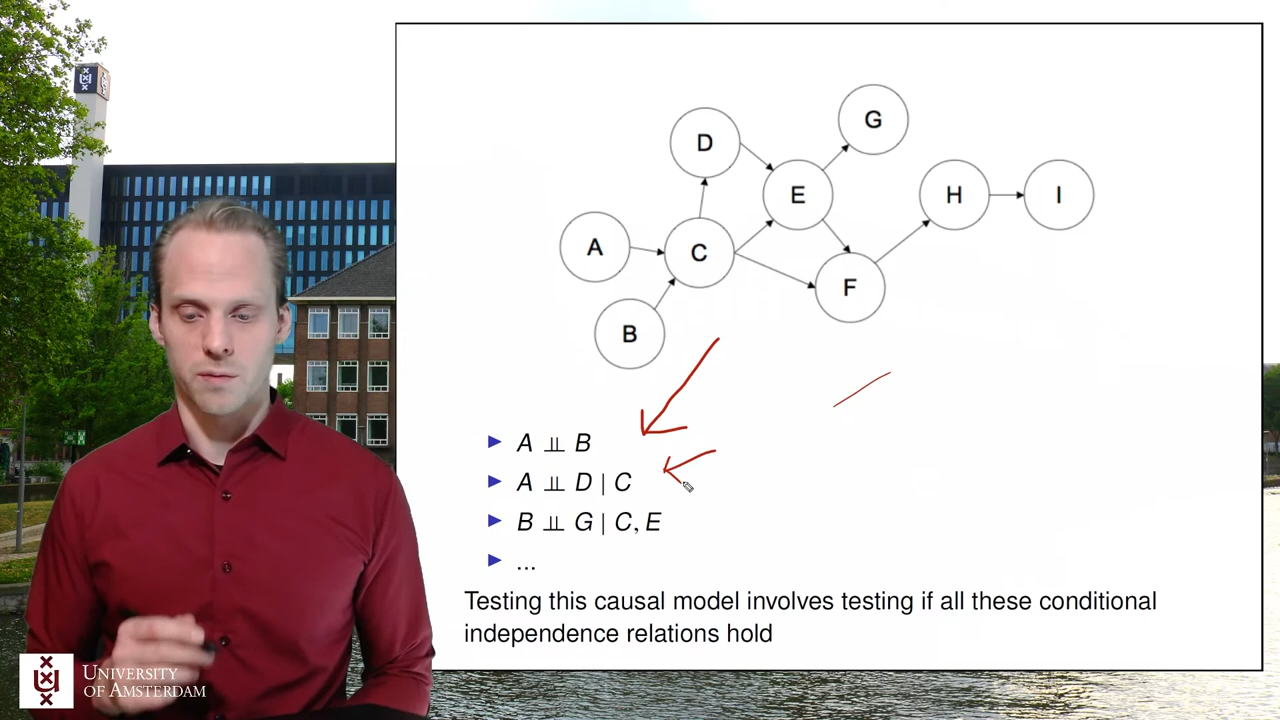 D
G
E
H
I
A
C
F
B
▶ A ⫫ B
▶ A ⫫ D | C
▶ B ⫫ G | C, E
▶ ...
Testing this causal model involves testing if all these conditional
independence relations hold
UNIVERSITY
OF AMSTERDAM